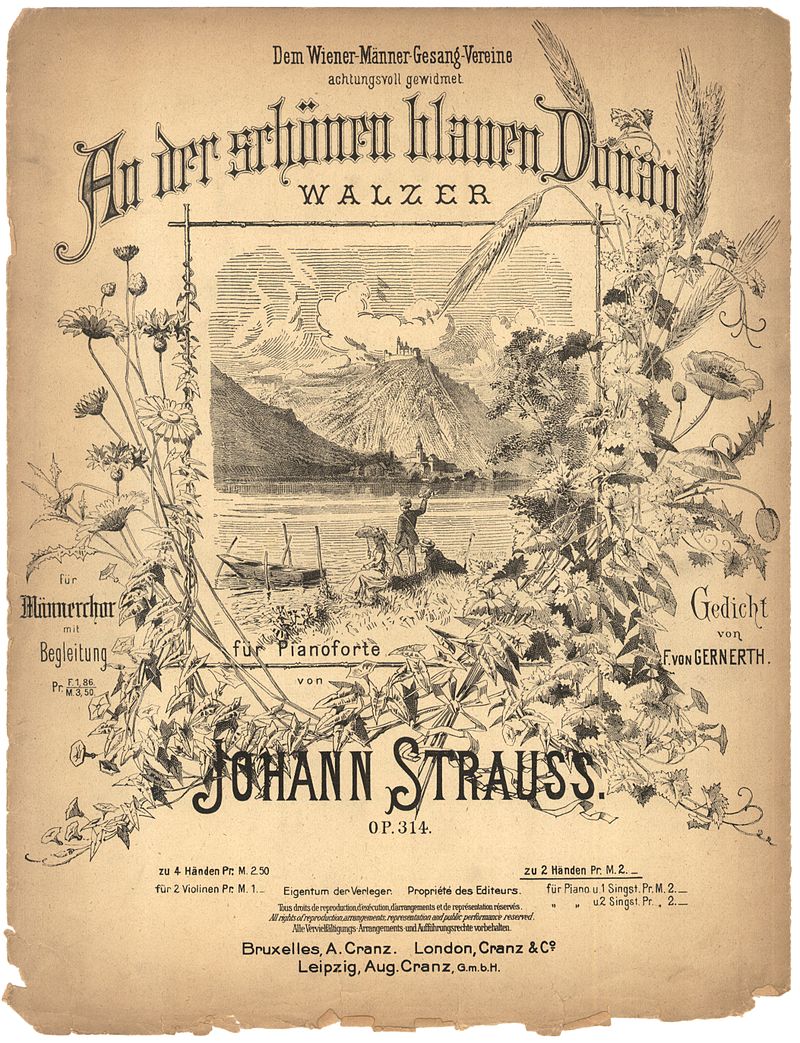 Dem Wiener-Männer-Gesang-Vereine
achtungsvoll gewidmet.
An der schönen blauen Donau
WALZER
für
Männerchor
mit
Begleitung
Pr. F. 1,86.
M. 3,50.
Gedicht
von
F. von GERNERTH.
für Pianoforte
von
JOHANN STRAUSS.
OP. 314.
zu 4 Händen Pr. M. 2.50
für 2 Violinen Pr. M. 1._
zu 2 Händen Pr. M. 2._
für Piano u. 1 Singst. Pr. M. 2._
„ „ u. 2 Singst. Pr. „ 2._
Eigentum der Verleger. Propriété des Editeurs.
Tous droits de reproduction, d'exécution, d'arrangements et de représentation réservés.
All rights of reproduction, arrangements, representation and public performance reserved.
Alle Vervielfältigungs- Arrangements- und Aufführungsrechte vorbehalten.
Bruxelles, A. Cranz. London, Cranz & Cº
Leipzig, Aug. Cranz, G.m.b.H.